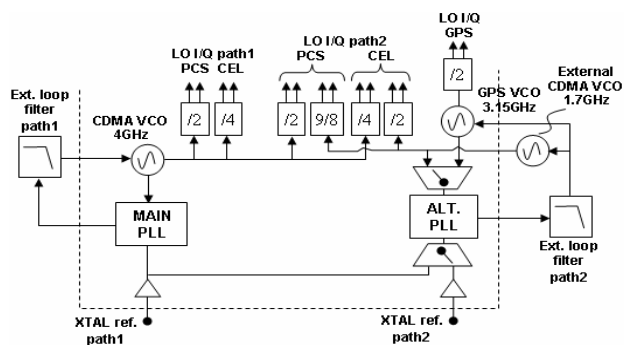 LO I/Q path1
PCS CEL
LO I/Q path2
PCS CEL
LO I/Q
GPS
/2
External
CDMA VCO
1.7GHz
GPS VCO
3.15GHz
Ext. loop
filter
path1
CDMA VCO
4GHz
/2
/4
/2
9/8
/4
/2
MAIN
PLL
ALT.
PLL
Ext. loop
filter
path2
XTAL ref.
path1
XTAL ref.
path2